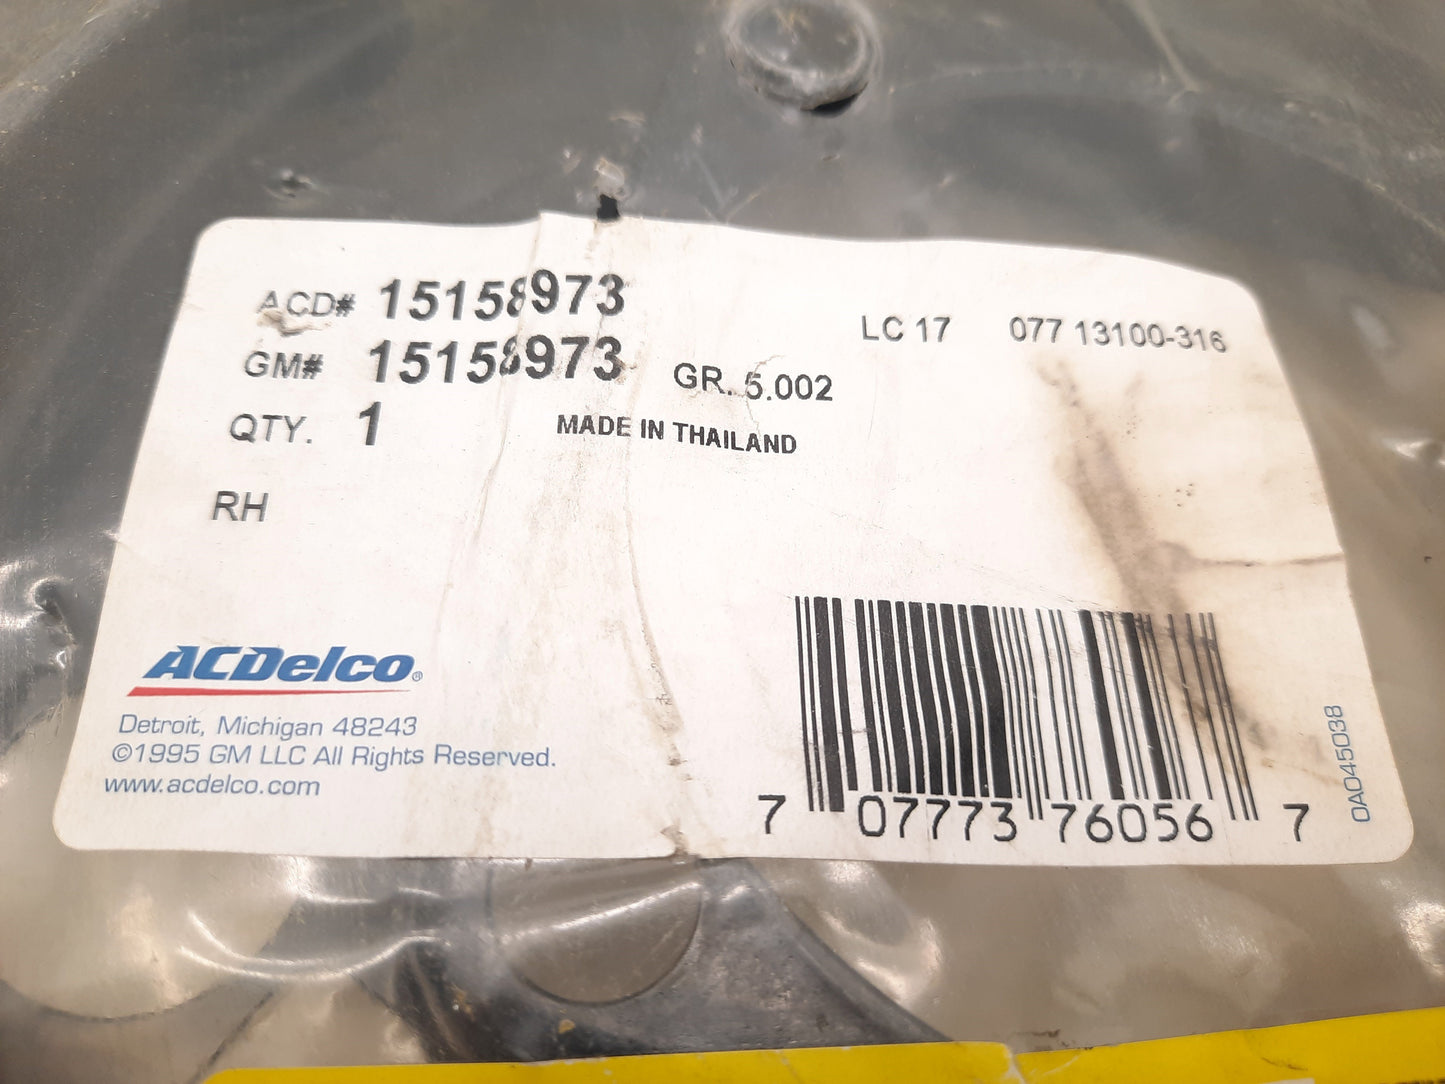 ACD# 15158973
GM# 15158973 GR. 5.002
LC 17 077 13100-316
QTY. 1 MADE IN THAILAND
RH
ACDelco®
Detroit, Michigan 48243
©1995 GM LLC All Rights Reserved.
www.acdelco.com
7 07773 76056 7
0A045038